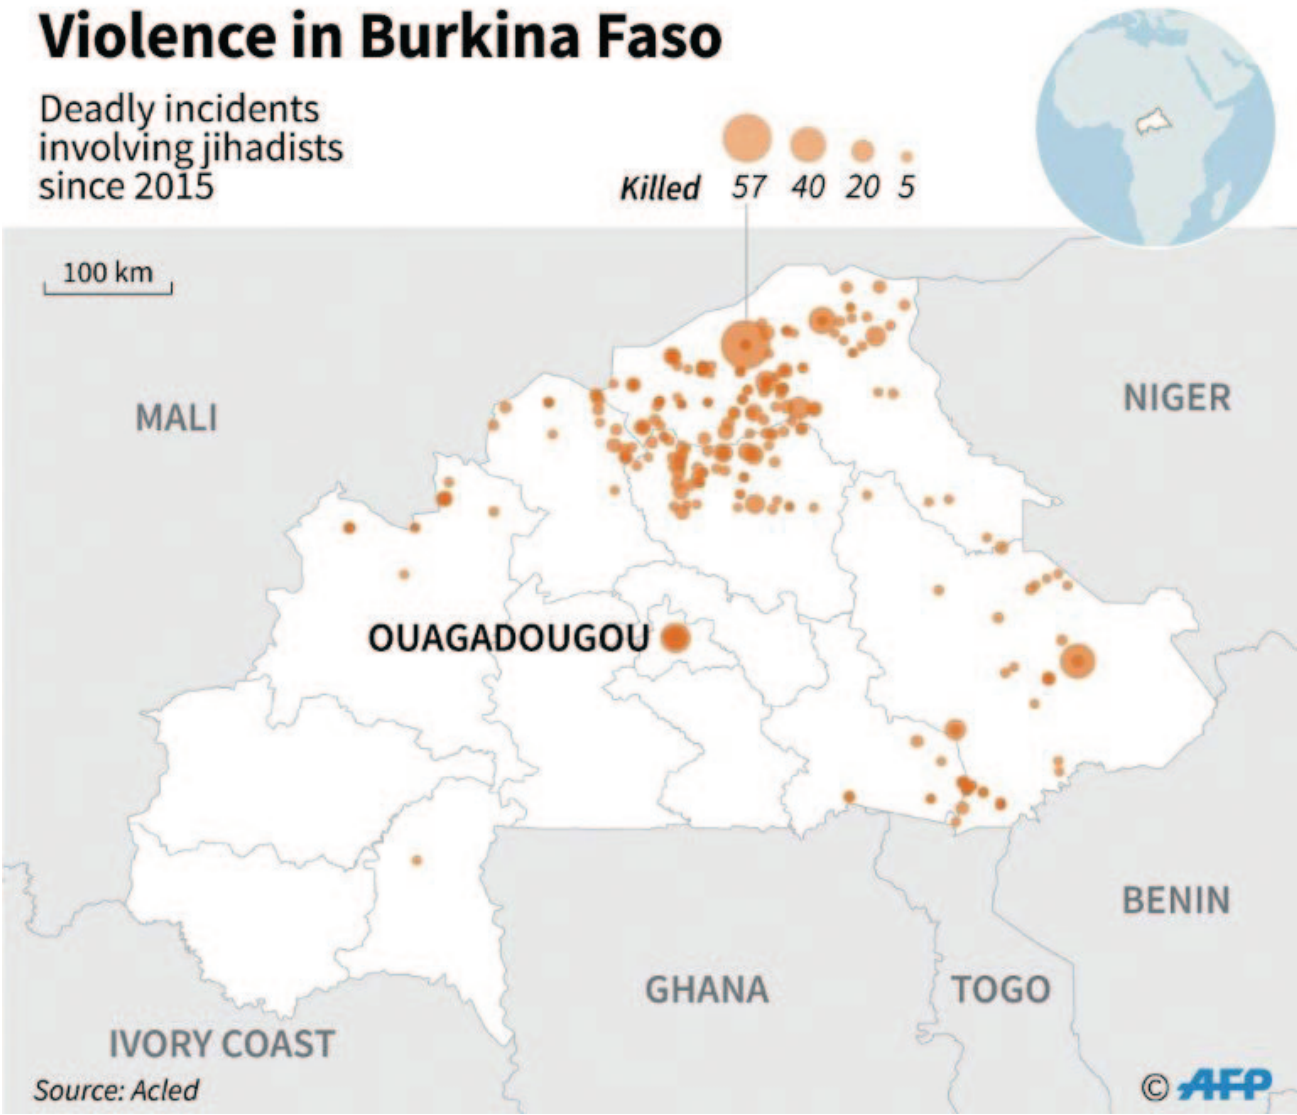 Violence in Burkina Faso
Deadly incidents
involving jihadists
since 2015
Killed 57 40 20 5
100 km
MALI
NIGER
OUAGADOUGOU
BENIN
GHANA
TOGO
IVORY COAST
Source: Acled
© AFP